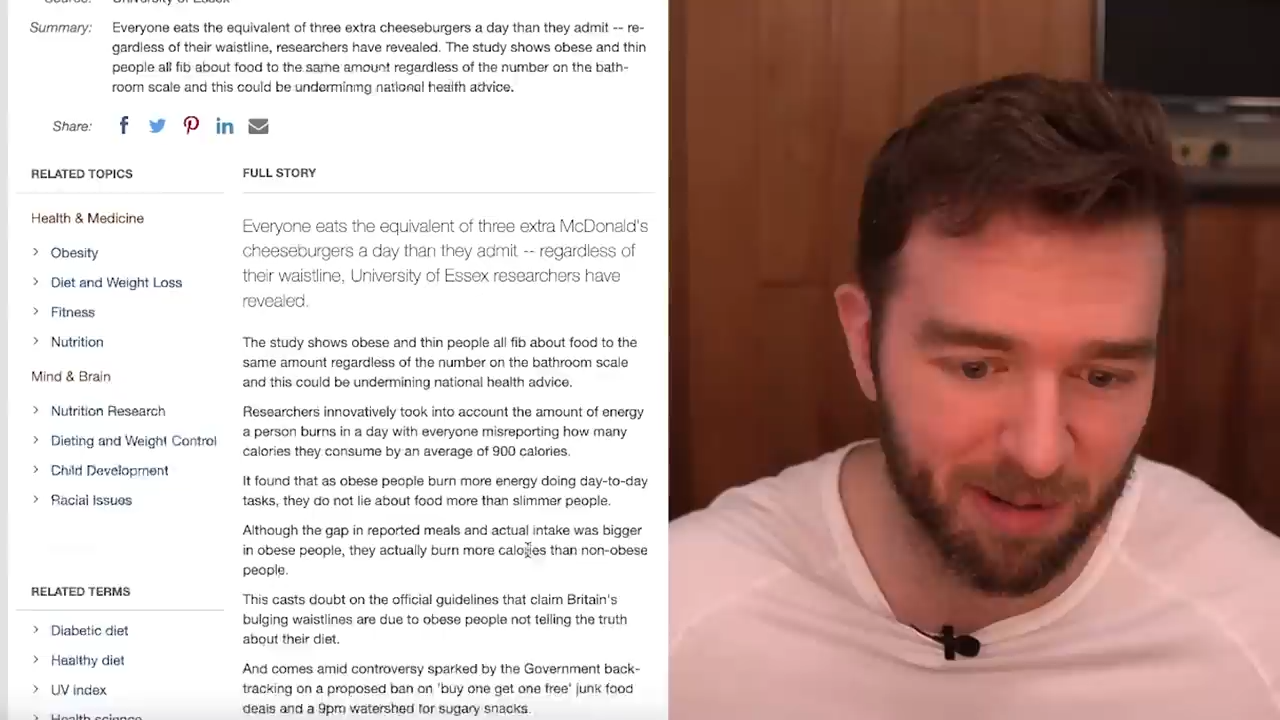 Source: University of Essex
Summary: Everyone eats the equivalent of three extra cheeseburgers a day than they admit -- re-
gardless of their waistline, researchers have revealed. The study shows obese and thin
people all fib about food to the same amount regardless of the number on the bath-
room scale and this could be undermining national health advice.
Share:
RELATED TOPICS
Health & Medicine
Obesity
Diet and Weight Loss
Fitness
Nutrition
Mind & Brain
Nutrition Research
Dieting and Weight Control
Child Development
Racial Issues
RELATED TERMS
Diabetic diet
Healthy diet
UV index
Health science
FULL STORY
Everyone eats the equivalent of three extra McDonald's
cheeseburgers a day than they admit -- regardless of
their waistline, University of Essex researchers have
revealed.
The study shows obese and thin people all fib about food to the
same amount regardless of the number on the bathroom scale
and this could be undermining national health advice.
Researchers innovatively took into account the amount of energy
a person burns in a day with everyone misreporting how many
calories they consume by an average of 900 calories.
It found that as obese people burn more energy doing day-to-day
tasks, they do not lie about food more than slimmer people.
Although the gap in reported meals and actual intake was bigger
in obese people, they actually burn more calories than non-obese
people.
This casts doubt on the official guidelines that claim Britain's
bulging waistlines are due to obese people not telling the truth
about their diet.
And comes amid controversy sparked by the Government back-
tracking on a proposed ban on 'buy one get one free' junk food
deals and a 9pm watershed for sugary snacks.